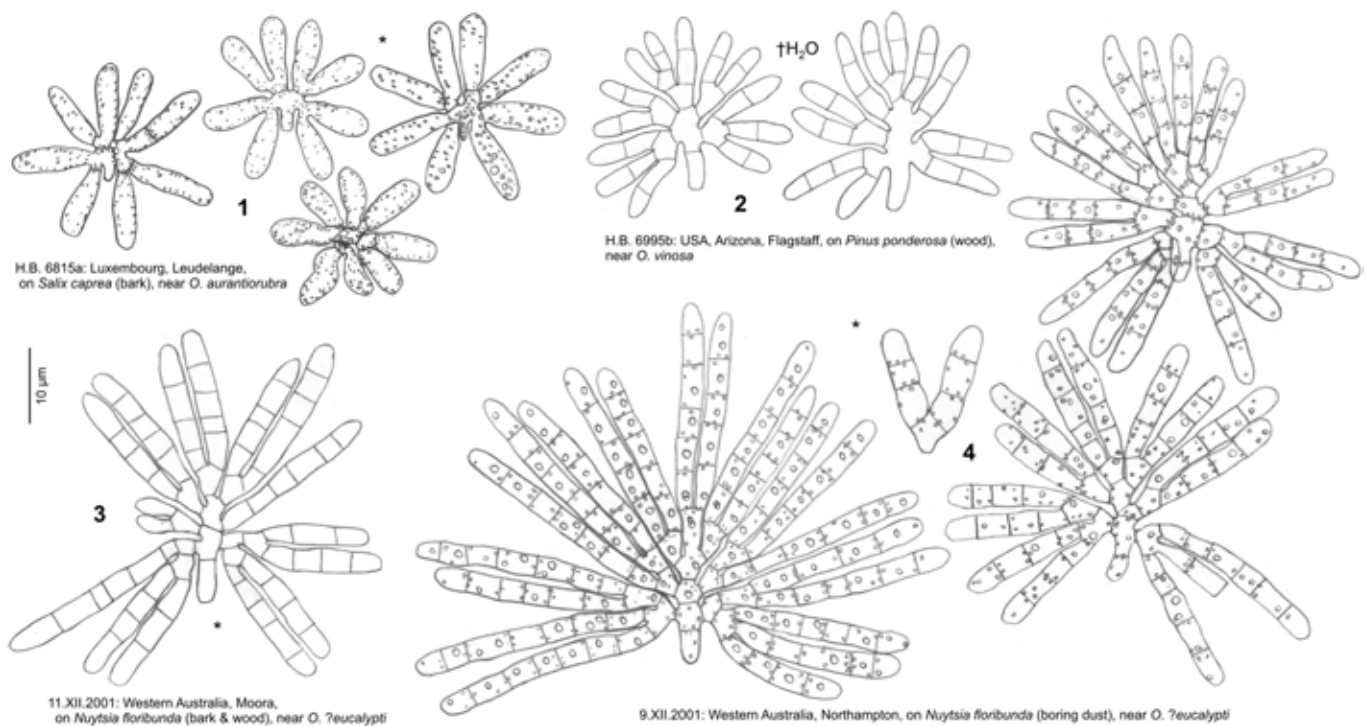 *
†H₂O
1
2
H.B. 6815a: Luxembourg, Leudelange,
on Salix caprea (bark), near O. aurantiorubra
H.B. 6995b: USA, Arizona, Flagstaff, on Pinus ponderosa (wood),
near O. vinosa
*
10 µm
3
4
*
11.XII.2001: Western Australia, Moora,
on Nuytsia floribunda (bark & wood), near O. ?eucalypti
9.XII.2001: Western Australia, Northampton, on Nuytsia floribunda (boring dust), near O. ?eucalypti